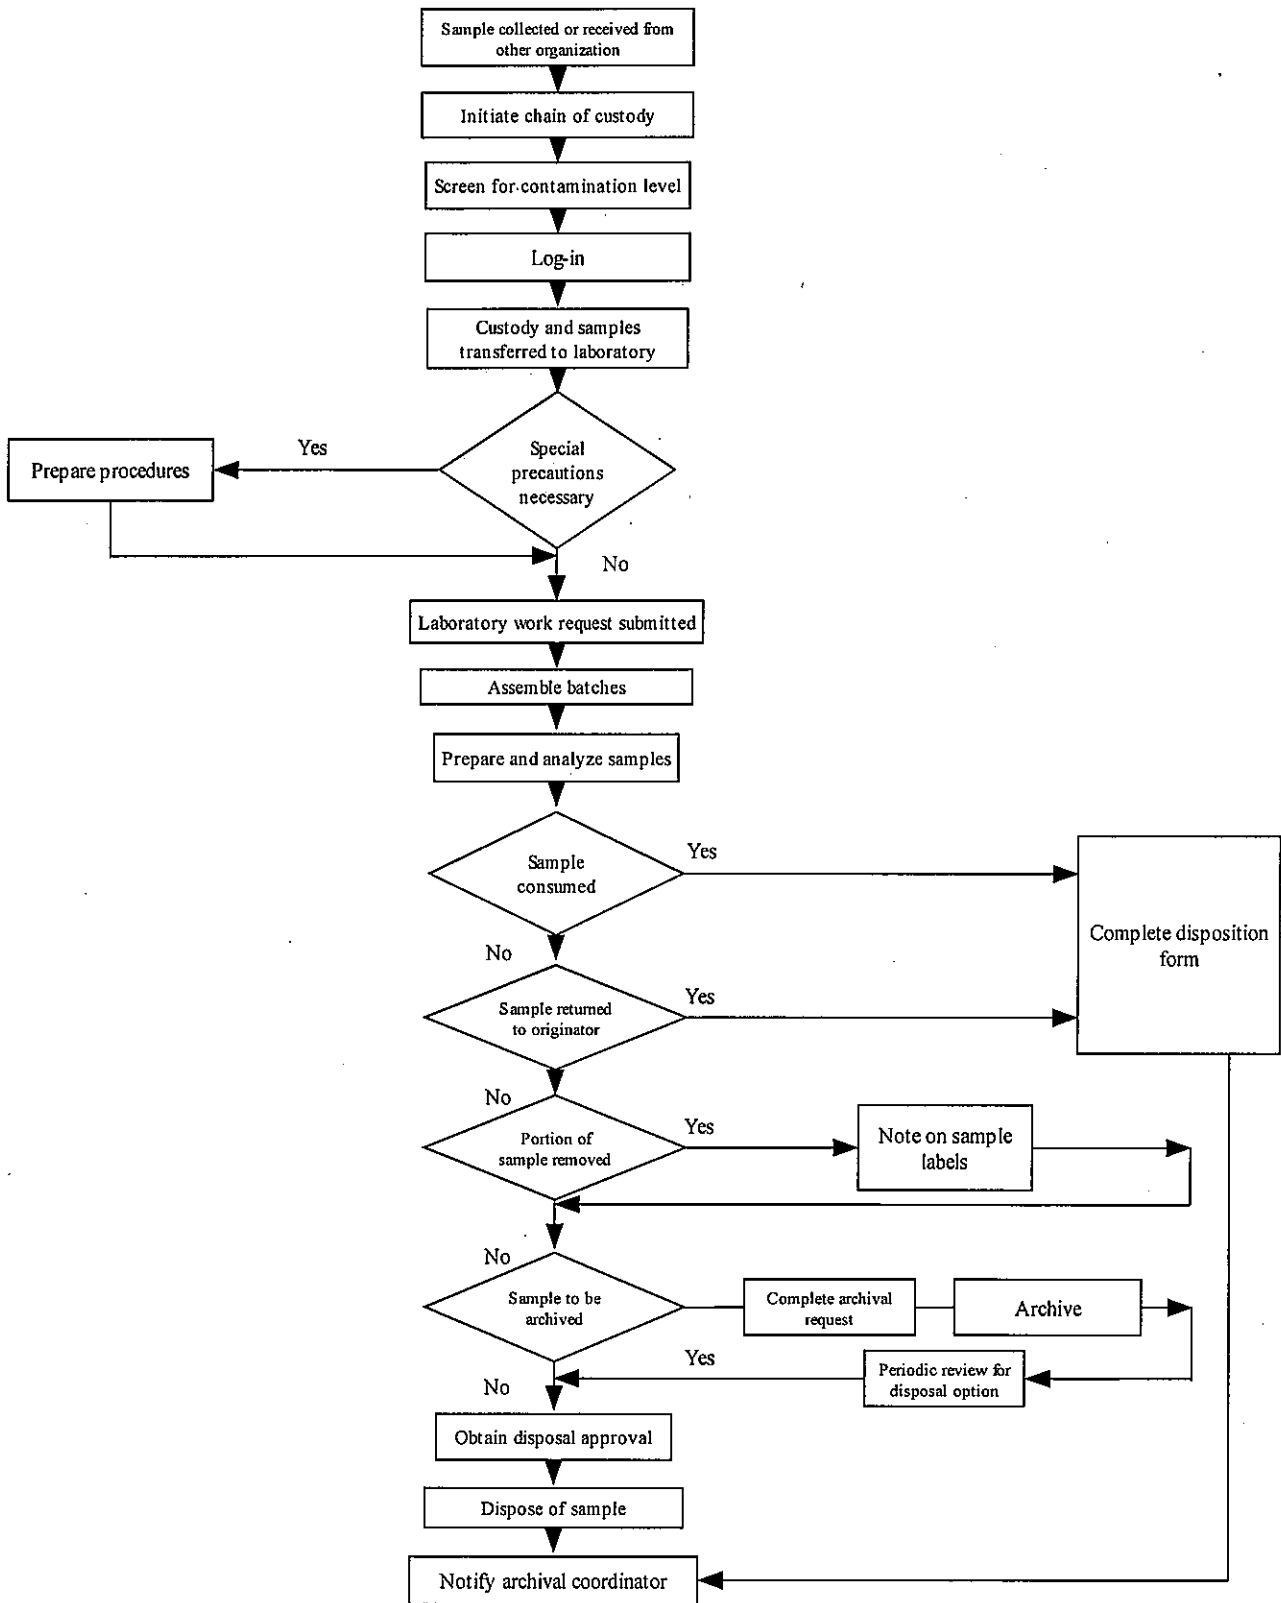 Sample collected or received from
other organization
Initiate chain of custody
Screen for contamination level
Log-in
Custody and samples
transferred to laboratory
Yes
Special
precautions
necessary
Prepare procedures
No
Laboratory work request submitted
Assemble batches
Prepare and analyze samples
Sample
consumed
Yes
Complete disposition
form
No
Sample returned
to originator
Yes
No
Portion of
sample removed
Yes
Note on sample
labels
No
Sample to be
archived
Complete archival
request
Archive
Yes
Periodic review for
disposal option
No
Obtain disposal approval
Dispose of sample
Notify archival coordinator